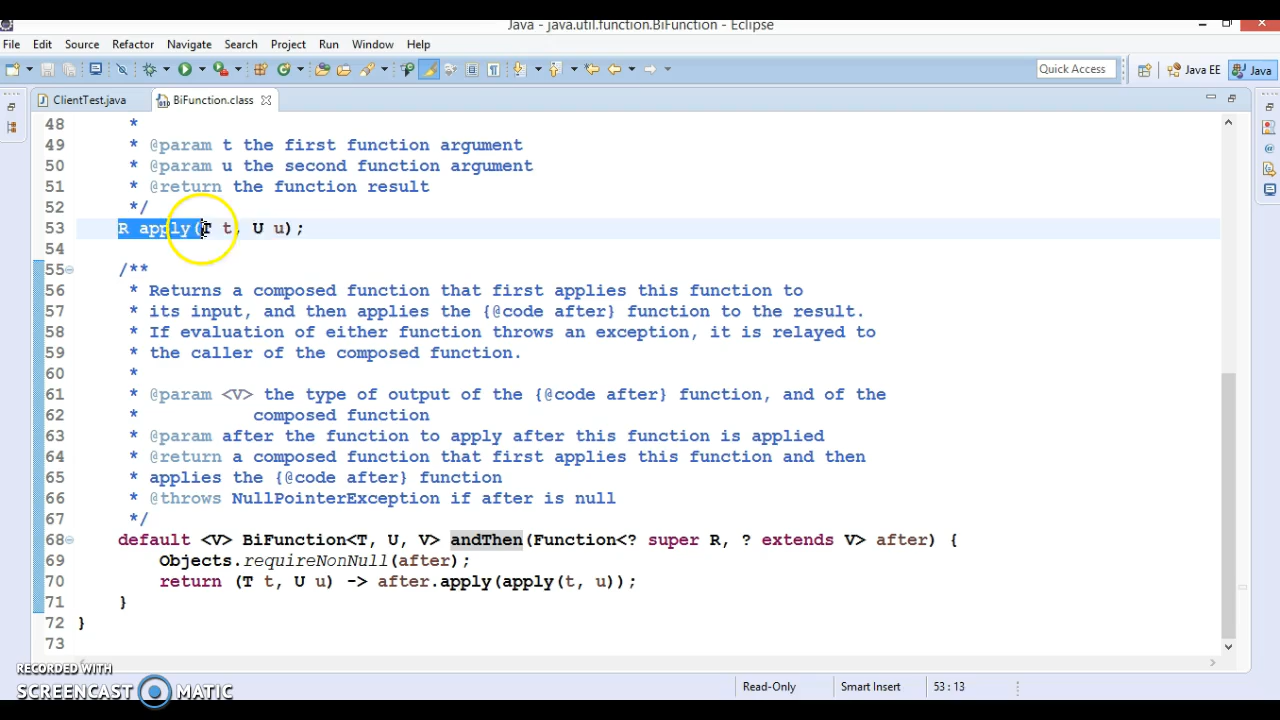 Java - java.util.function.BiFunction - Eclipse
File Edit Source Refactor Navigate Search Project Run Window Help
Quick Access Java EE Java
ClientTest.java BiFunction.class
48 *
49 * @param t the first function argument
50 * @param u the second function argument
51 * @return the function result
52 */
53 R apply(T t, U u);
54
55 /**
56 * Returns a composed function that first applies this function to
57 * its input, and then applies the {@code after} function to the result.
58 * If evaluation of either function throws an exception, it is relayed to
59 * the caller of the composed function.
60 *
61 * @param <V> the type of output of the {@code after} function, and of the
62 * composed function
63 * @param after the function to apply after this function is applied
64 * @return a composed function that first applies this function and then
65 * applies the {@code after} function
66 * @throws NullPointerException if after is null
67 */
68 default <V> BiFunction<T, U, V> andThen(Function<? super R, ? extends V> after) {
69 Objects.requireNonNull(after);
70 return (T t, U u) -> after.apply(apply(t, u));
71 }
72 }
73
RECORDED WITH
SCREENCAST MATIC
Read-Only Smart Insert 53 : 13